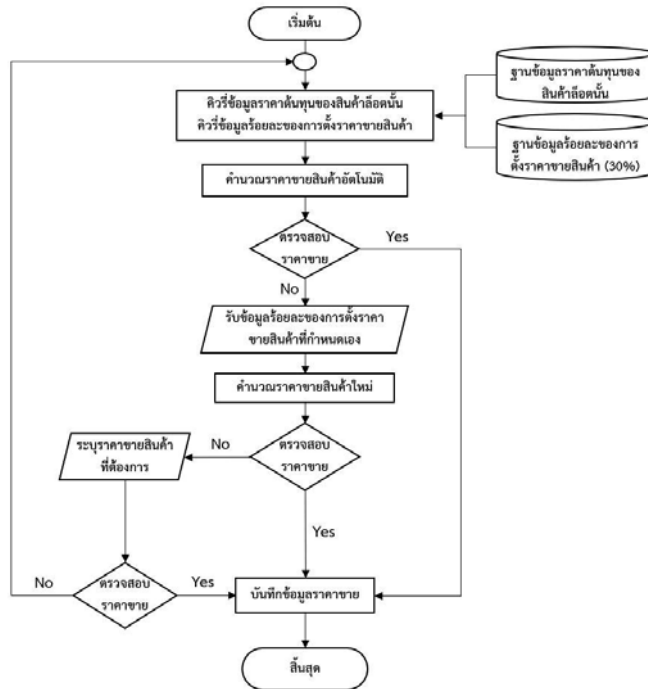 เริ่มต้น
คิวรี่ข้อมูลราคาต้นทุนของสินค้าล็อตนั้น
คิวรี่ข้อมูลร้อยละของการตั้งราคาขายสินค้า
ฐานข้อมูลราคาต้นทุนของ
สินค้าล็อตนั้น
ฐานข้อมูลร้อยละของการ
ตั้งราคาขายสินค้า (30%)
คำนวณราคาขายสินค้าอัตโนมัติ
ตรวจสอบ
ราคาขาย
Yes
No
รับข้อมูลร้อยละของการตั้งราคา
ขายสินค้าที่กำหนดเอง
คำนวณราคาขายสินค้าใหม่
ตรวจสอบ
ราคาขาย
No
ระบุราคาขายสินค้า
ที่ต้องการ
Yes
ตรวจสอบ
ราคาขาย
No
Yes
บันทึกข้อมูลราคาขาย
สิ้นสุด